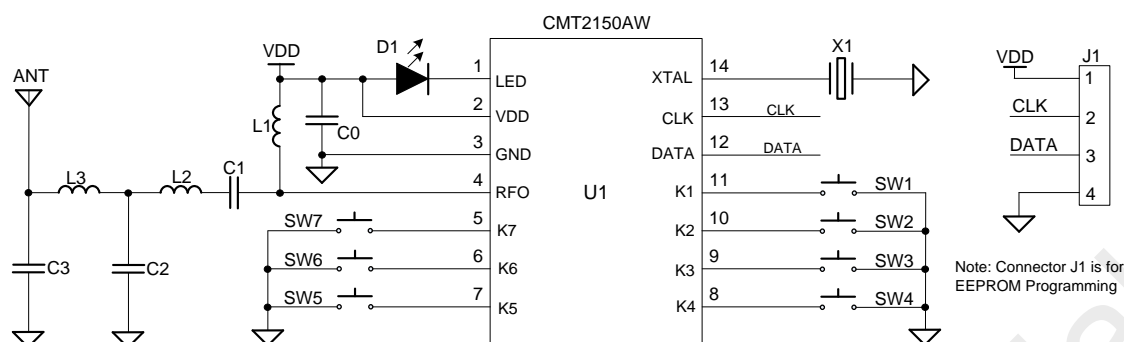 CMT2150AW
ANT
VDD
D1
L1
C0
L3
L2
C1
C3
C2
1
LED
2
VDD
3
GND
4
RFO
SW7
5
K7
SW6
6
K6
SW5
7
K5
U1
XTAL
14
X1
CLK
13
CLK
DATA
12
DATA
K1
11
SW1
K2
10
SW2
K3
9
SW3
K4
8
SW4
J1
VDD
1
CLK
2
DATA
3
4
Note: Connector J1 is for
EEPROM Programming